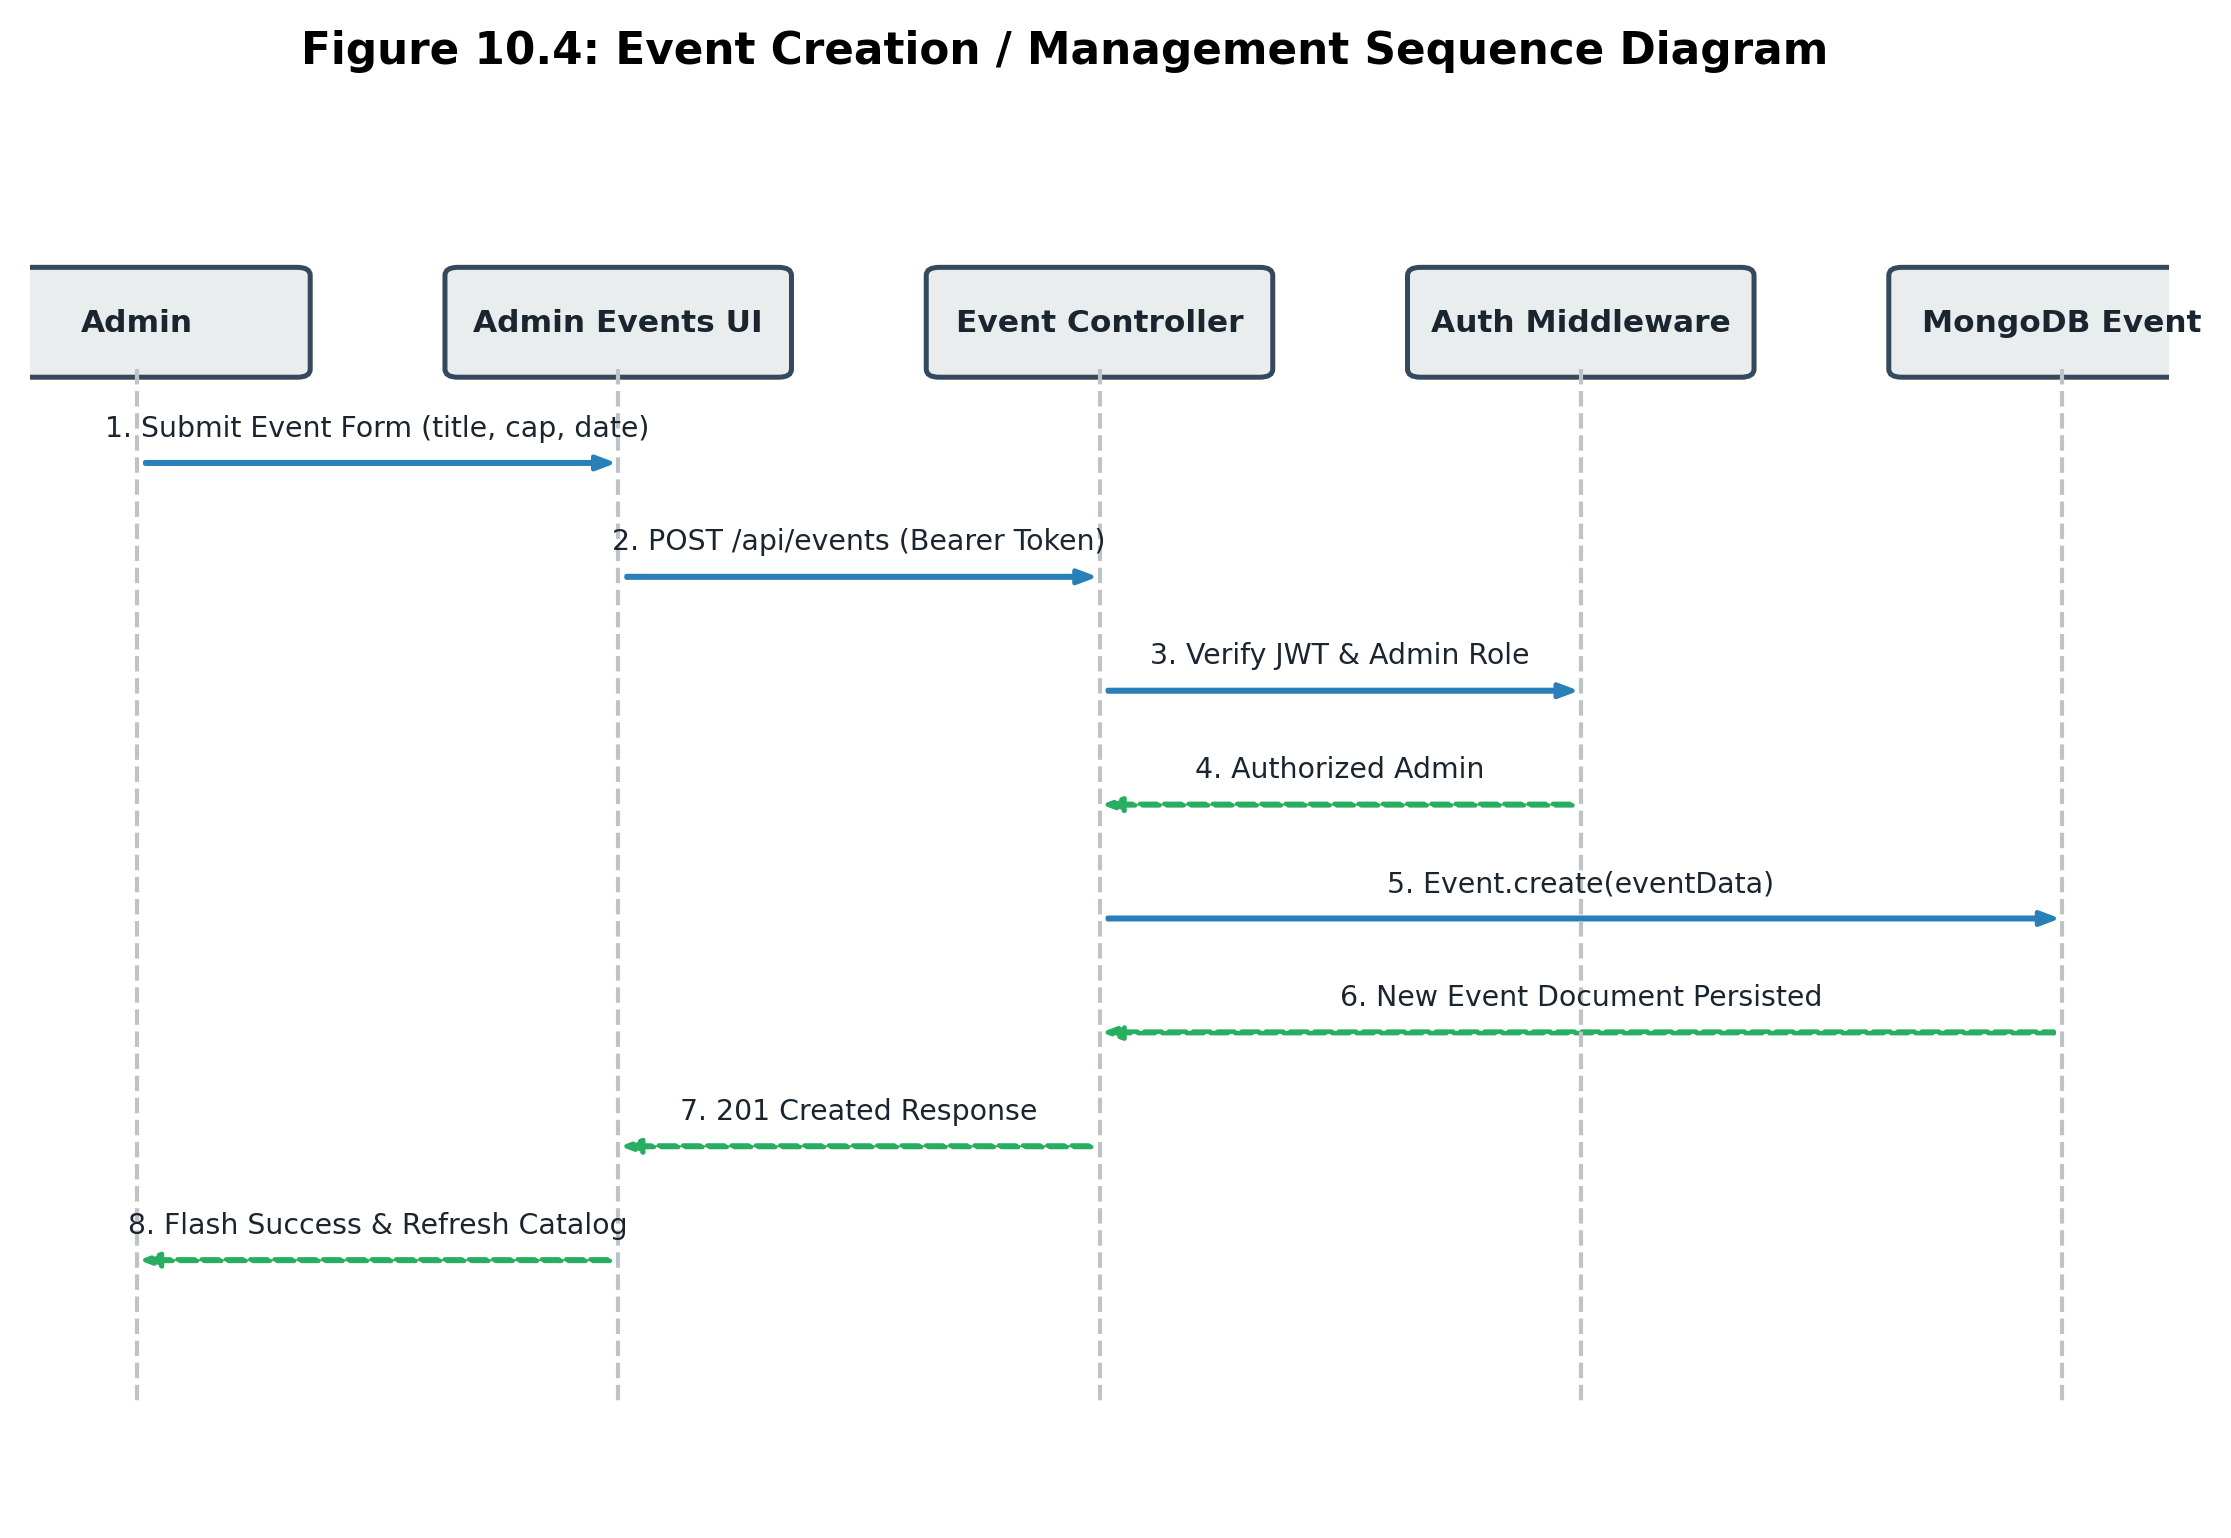 Figure 10.4: Event Creation / Management Sequence Diagram
Admin
Admin Events UI
Event Controller
Auth Middleware
MongoDB Event
1. Submit Event Form (title, cap, date)
2. POST /api/events (Bearer Token)
3. Verify JWT & Admin Role
4. Authorized Admin
5. Event.create(eventData)
6. New Event Document Persisted
7. 201 Created Response
8. Flash Success & Refresh Catalog